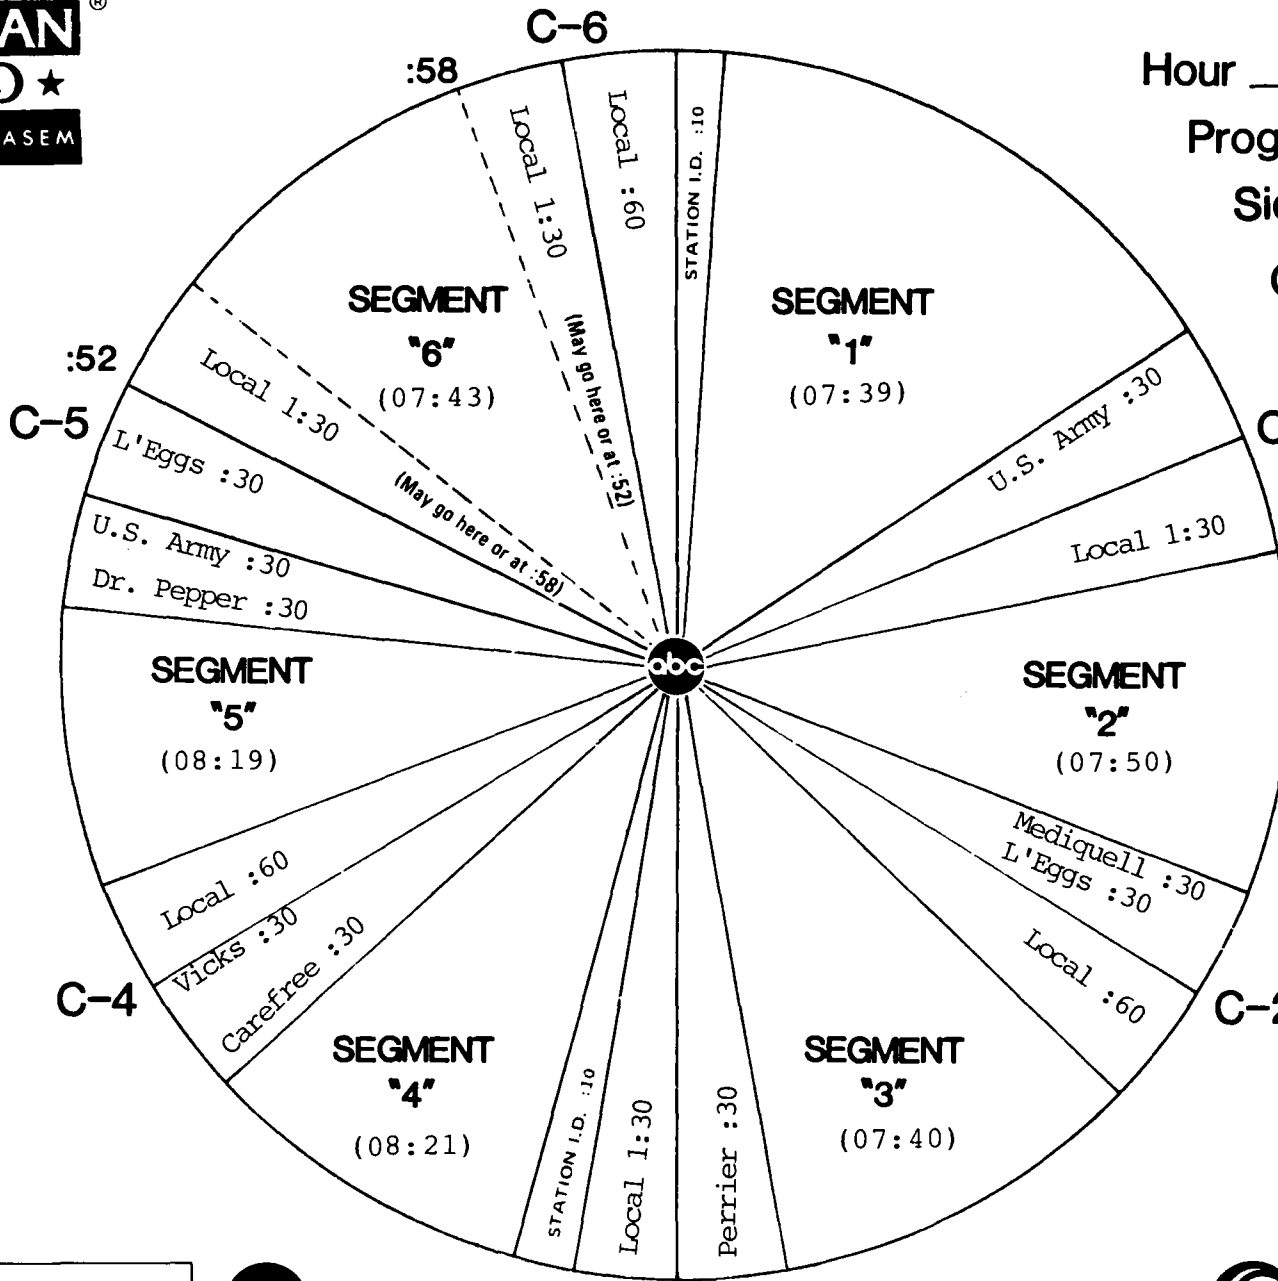 ®
AN
★
ASEM
C-6
:58
Hour
Local 1:30
Local :60
STATION I.D. :10
(May go here or at :52)
SEGMENT
"1"
(07:39)
U.S. Army :30
Local 1:30
SEGMENT
"2"
(07:50)
Mediquell :30
L'Eggs :30
Local :60
SEGMENT
"3"
(07:40)
Perrier :30
Local 1:30
STATION I.D. :10
SEGMENT
"4"
(08:21)
Carefree :30
Vicks :30
C-4
Local :60
SEGMENT
"5"
(08:19)
Dr. Pepper :30
U.S. Army :30
L'Eggs :30
C-5
:52
Local 1:30
(May go here or at :58)
SEGMENT
"6"
(07:43)
abc